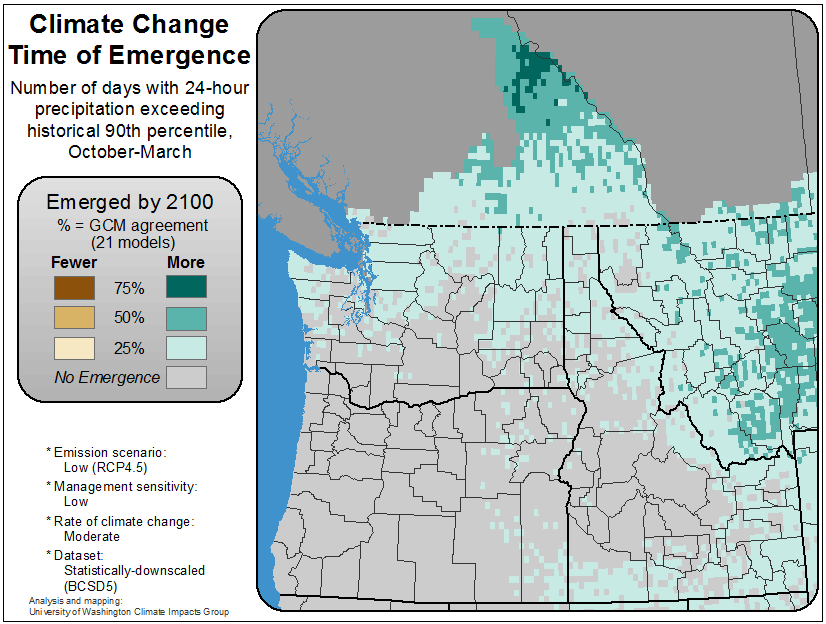 Climate Change
Time of Emergence
Number of days with 24-hour
precipitation exceeding
historical 90th percentile,
October-March
Emerged by 2100
% = GCM agreement
(21 models)
Fewer More
75%
50%
25%
No Emergence
* Emission scenario:
Low (RCP4.5)
* Management sensitivity:
Low
* Rate of climate change:
Moderate
* Dataset:
Statistically-downscaled
(BCSD5)
Analysis and mapping:
University of Washington Climate Impacts Group